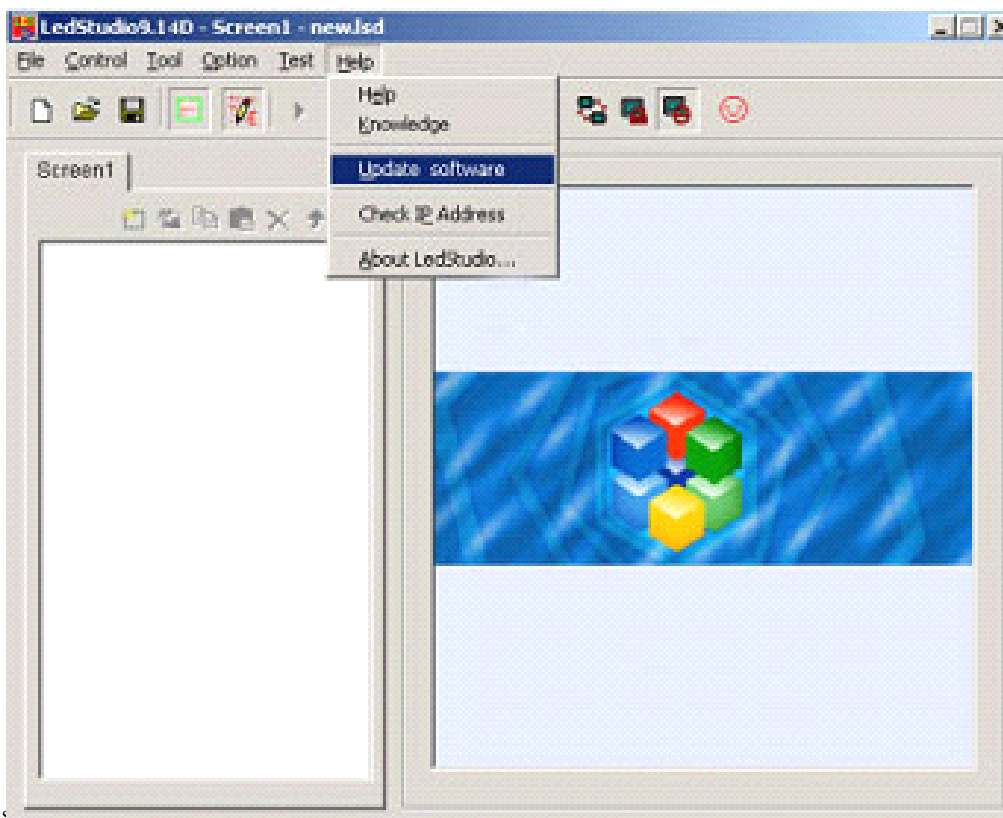 LedStudio9.14D - Screen1 - new.lsd
File Control Tool Option Test Help
Help
Knowledge
Update software
Check IP Address
About LedStudio...
Screen1